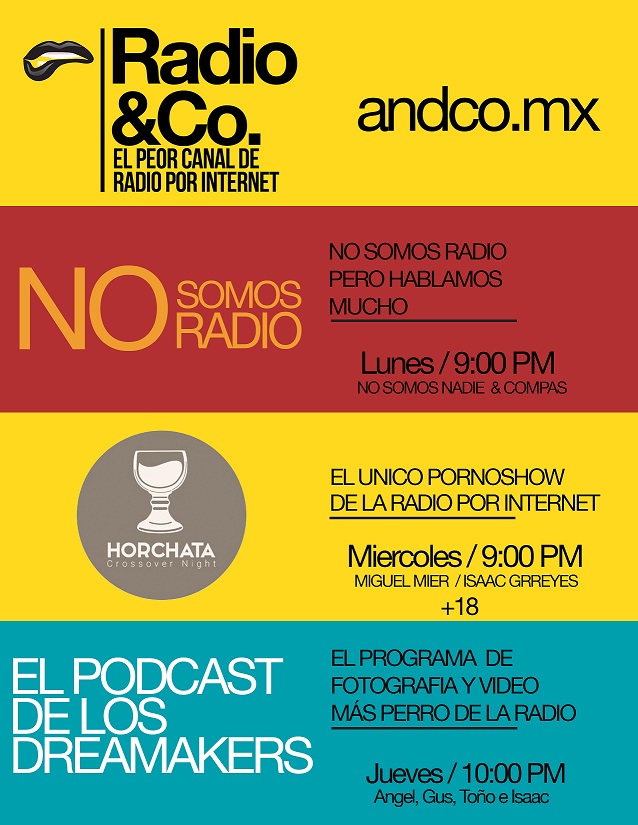 Radio
&Co.
EL PEOR CANAL DE
RADIO POR INTERNET
andco.mx
NO SOMOS
RADIO
NO SOMOS RADIO
PERO HABLAMOS
MUCHO
Lunes / 9:00 PM
NO SOMOS NADIE & COMPAS
HORCHATA
Crossover Night
EL UNICO PORNOSHOW
DE LA RADIO POR INTERNET
Miercoles / 9:00 PM
MIGUEL MIER / ISAAC GRREYES
+18
EL PODCAST
DE LOS
DREAMAKERS
EL PROGRAMA DE
FOTOGRAFIA Y VIDEO
MÁS PERRO DE LA RADIO
Jueves / 10:00 PM
Angel, Gus, Toño e Isaac